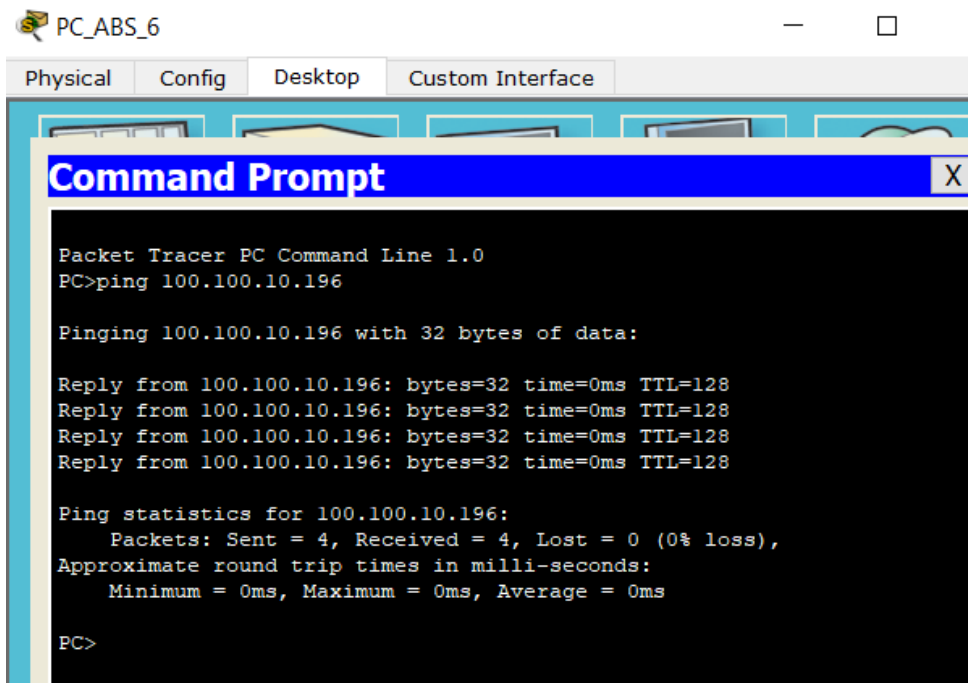 PC_ABS_6
Physical Config Desktop Custom Interface
Command Prompt
X
Packet Tracer PC Command Line 1.0
PC>ping 100.100.10.196
Pinging 100.100.10.196 with 32 bytes of data:
Reply from 100.100.10.196: bytes=32 time=0ms TTL=128
Reply from 100.100.10.196: bytes=32 time=0ms TTL=128
Reply from 100.100.10.196: bytes=32 time=0ms TTL=128
Reply from 100.100.10.196: bytes=32 time=0ms TTL=128
Ping statistics for 100.100.10.196:
Packets: Sent = 4, Received = 4, Lost = 0 (0% loss),
Approximate round trip times in milli-seconds:
Minimum = 0ms, Maximum = 0ms, Average = 0ms
PC>